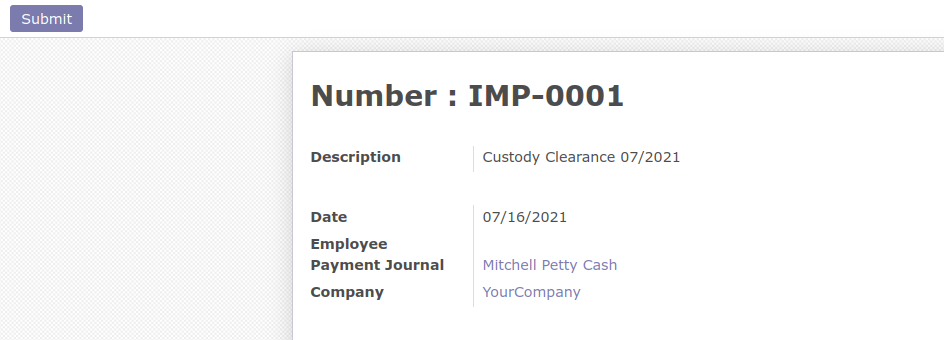 Submit
Number : IMP-0001
Description Custody Clearance 07/2021
Date 07/16/2021
Employee
Payment Journal Mitchell Petty Cash
Company YourCompany